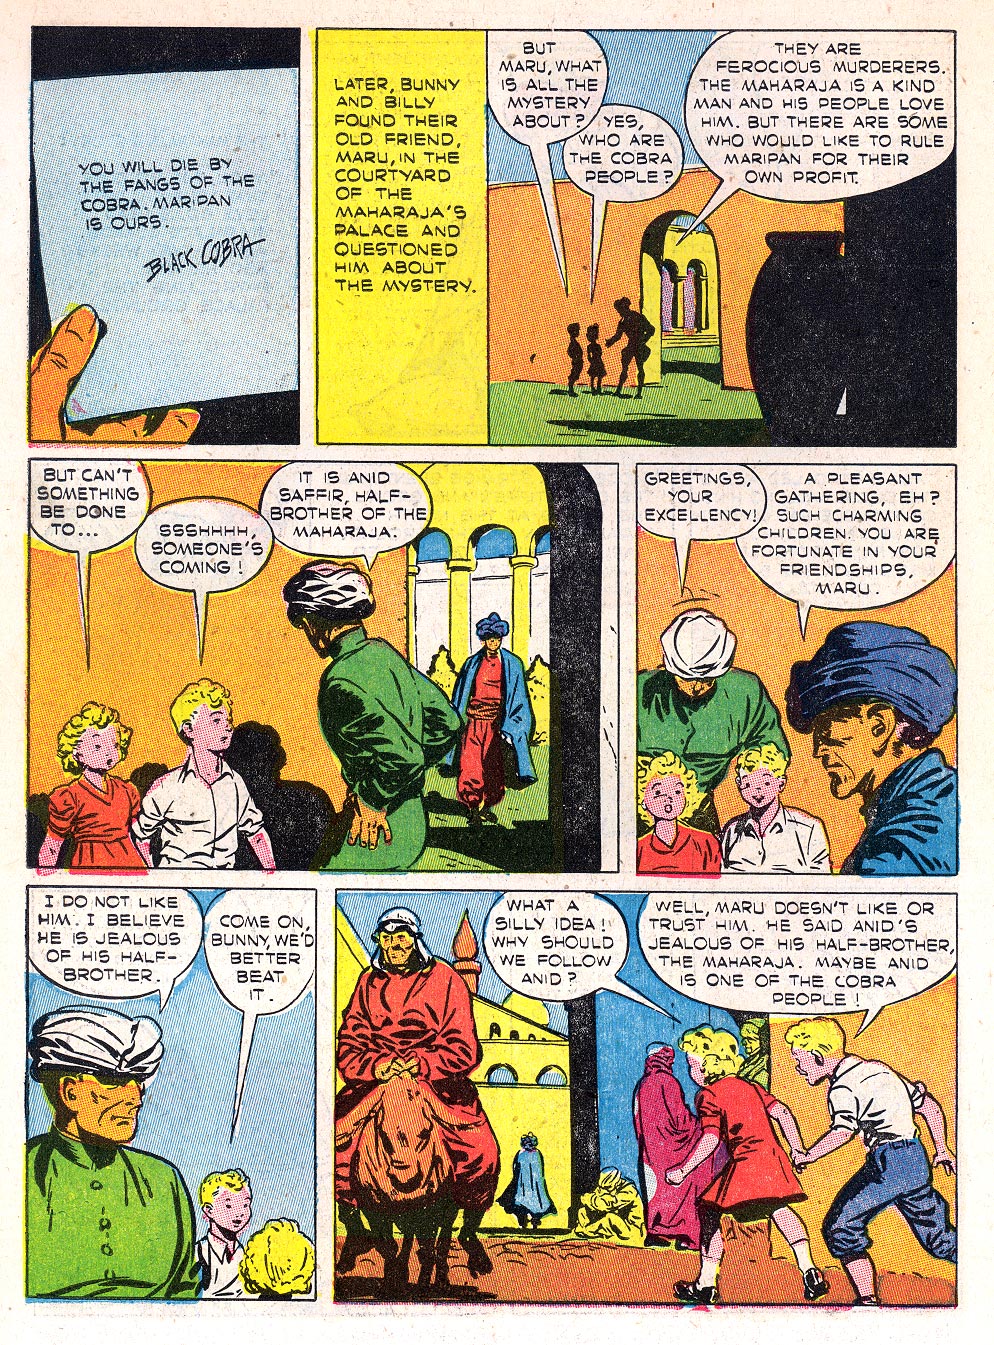 YOU WILL DIE BY
THE FANGS OF THE
COBRA. MARIPAN
IS OURS.
BLACK COBRA
LATER, BUNNY
AND BILLY
FOUND THEIR
OLD FRIEND,
MARU, IN THE
COURTYARD
OF THE
MAHARAJA'S
PALACE AND
QUESTIONED
HIM ABOUT
THE MYSTERY.
BUT
MARU, WHAT
IS ALL THE
MYSTERY
ABOUT?
YES,
WHO ARE
THE COBRA
PEOPLE?
THEY ARE
FEROCIOUS MURDERERS.
THE MAHARAJA IS A KIND
MAN AND HIS PEOPLE LOVE
HIM. BUT THERE ARE SOME
WHO WOULD LIKE TO RULE
MARIPAN FOR THEIR
OWN PROFIT.
BUT CAN'T
SOMETHING
BE DONE
TO...
SSSHHHH,
SOMEONE'S
COMING!
IT IS ANID
SAFFIR, HALF-
BROTHER OF THE
MAHARAJA.
GREETINGS,
YOUR
EXCELLENCY!
A PLEASANT
GATHERING, EH?
SUCH CHARMING
CHILDREN. YOU ARE
FORTUNATE IN YOUR
FRIENDSHIPS,
MARU.
I DO NOT LIKE
HIM. I BELIEVE
HE IS JEALOUS
OF HIS HALF-
BROTHER.
COME ON,
BUNNY, WE'D
BETTER
BEAT
IT.
WHAT A
SILLY IDEA!
WHY SHOULD
WE FOLLOW
ANID?
WELL, MARU DOESN'T LIKE OR
TRUST HIM. HE SAID ANID'S
JEALOUS OF HIS HALF-BROTHER,
THE MAHARAJA. MAYBE ANID
IS ONE OF THE COBRA
PEOPLE!